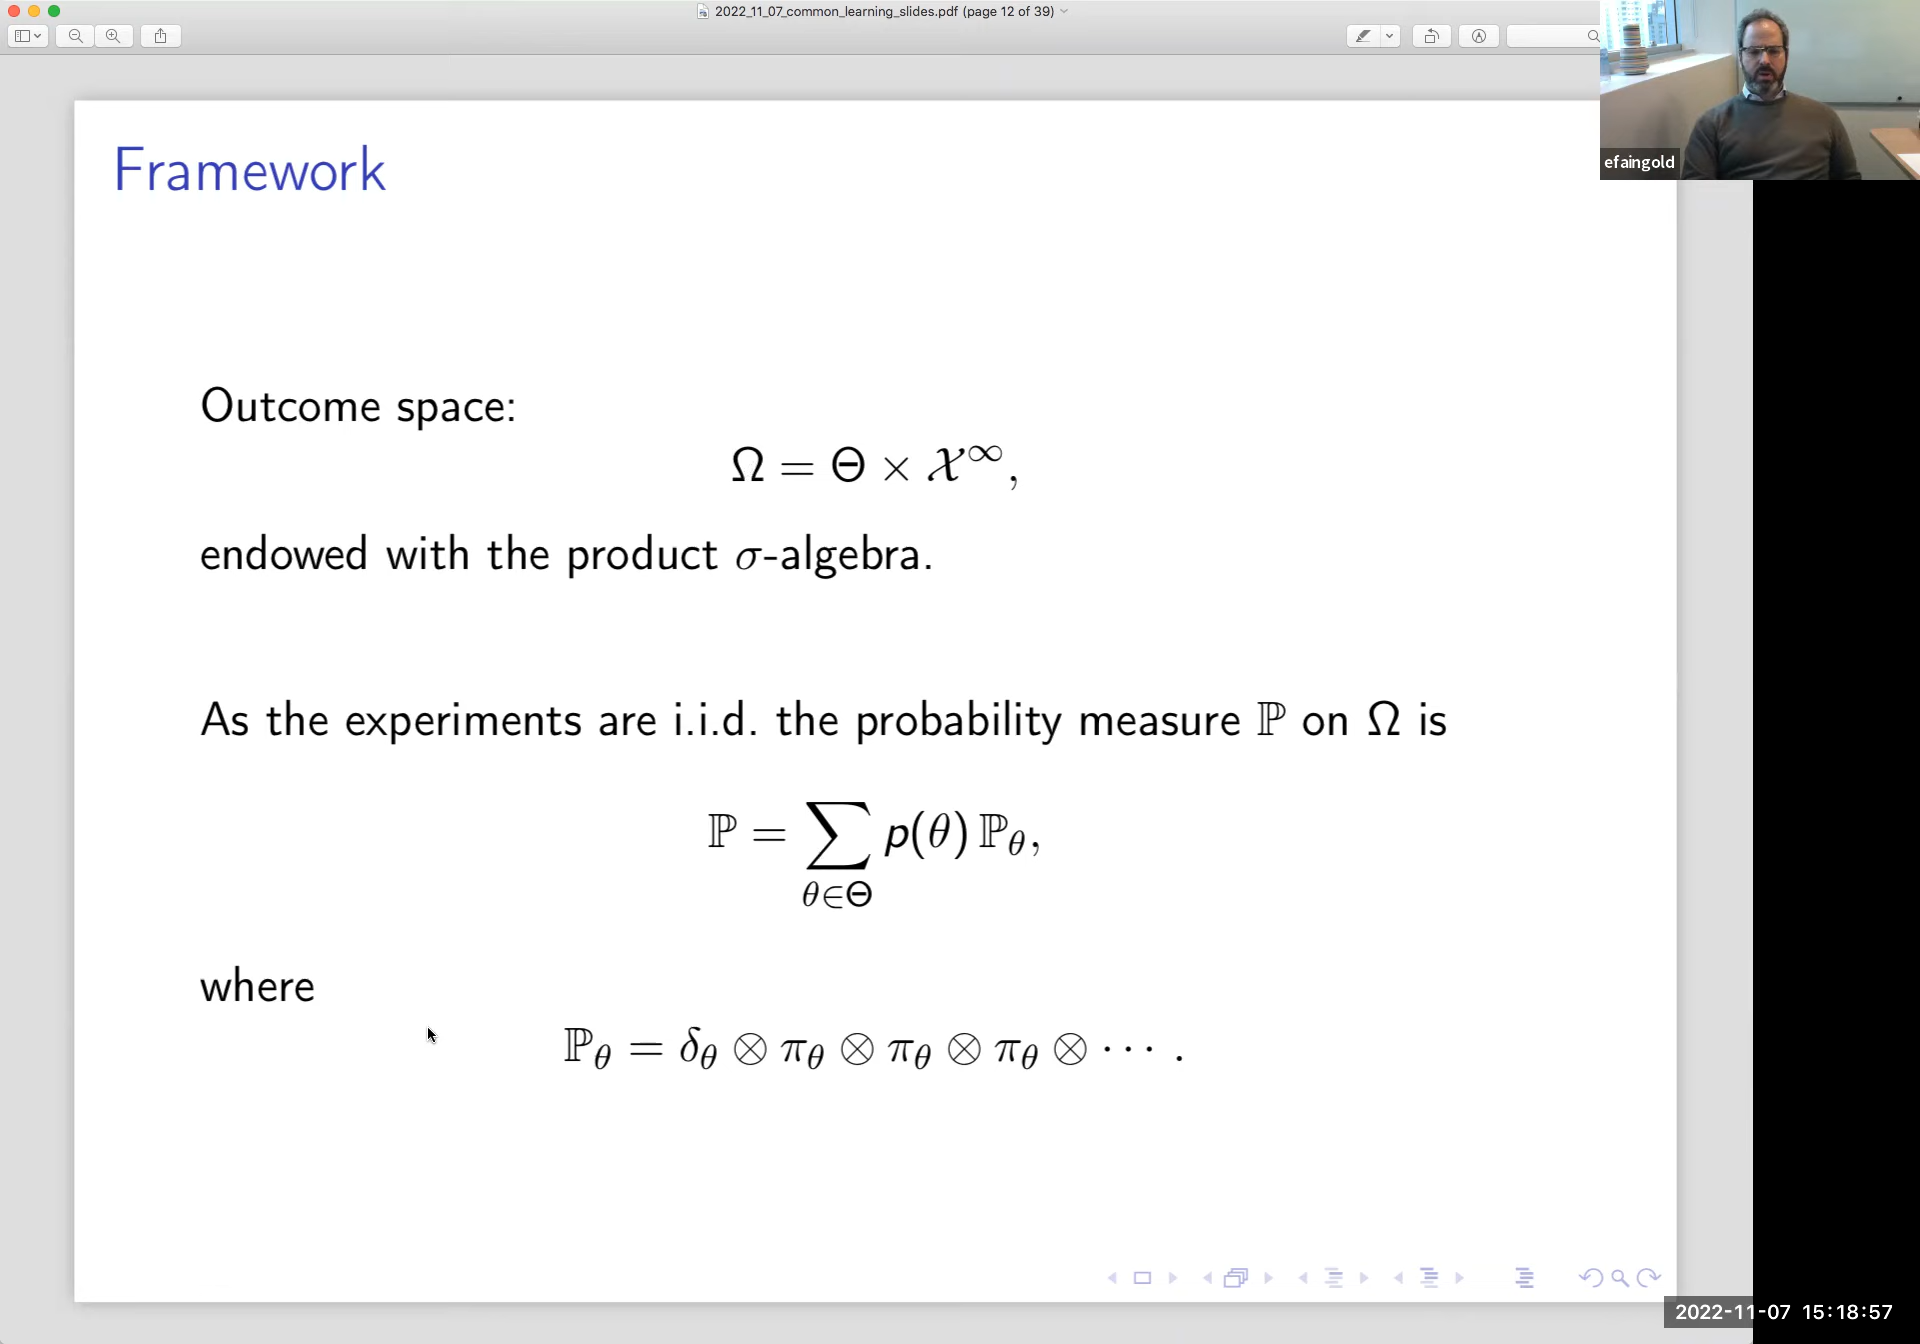 2022_11_07_common_learning_slides.pdf (page 12 of 39)
efaingold
Framework
Outcome space:
Ω = Θ × 𝒳^∞,
endowed with the product σ-algebra.
As the experiments are i.i.d. the probability measure ℙ on Ω is
ℙ = ∑_{θ∈Θ} p(θ) ℙ_θ,
where
ℙ_θ = δ_θ ⊗ π_θ ⊗ π_θ ⊗ π_θ ⊗ ⋯ .
2022-11-07 15:18:57